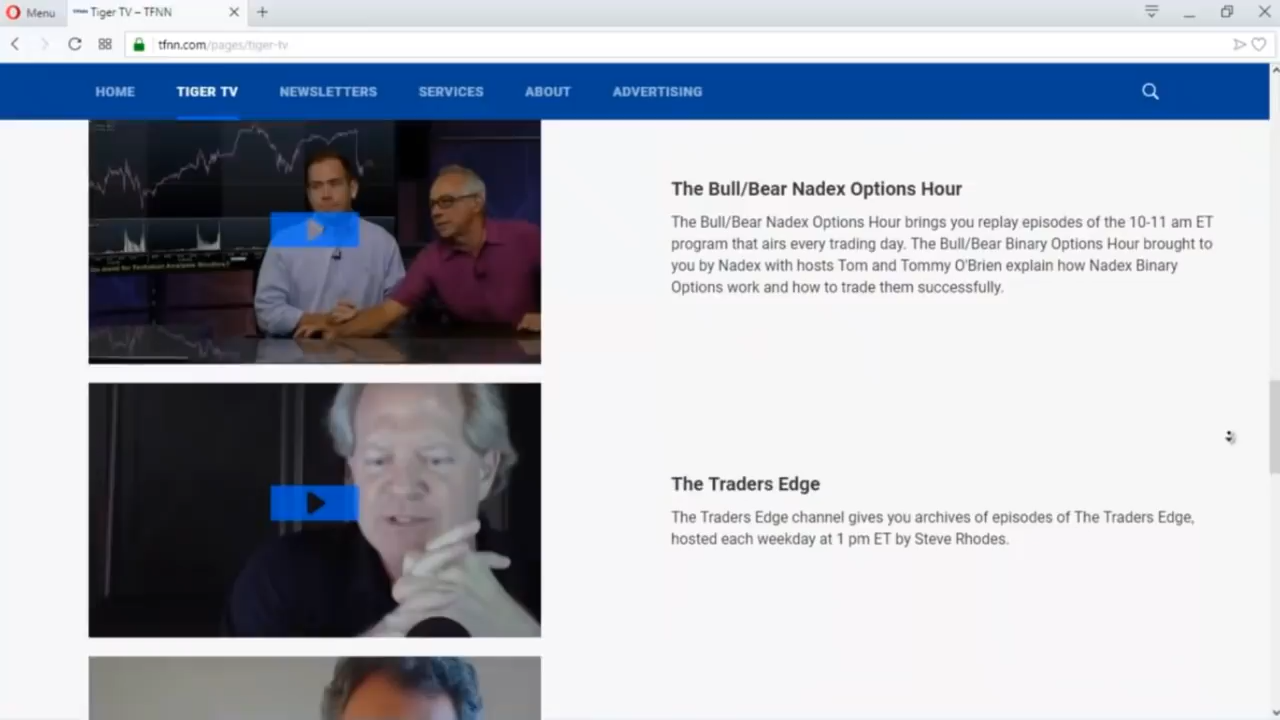 Menu
Tiger TV – TFNN
tfnn.com/pages/tiger-tv
HOME
TIGER TV
NEWSLETTERS
SERVICES
ABOUT
ADVERTISING
The Bull/Bear Nadex Options Hour
The Bull/Bear Nadex Options Hour brings you replay episodes of the 10-11 am ET
program that airs every trading day. The Bull/Bear Binary Options Hour brought to
you by Nadex with hosts Tom and Tommy O'Brien explain how Nadex Binary
Options work and how to trade them successfully.
The Traders Edge
The Traders Edge channel gives you archives of episodes of The Traders Edge,
hosted each weekday at 1 pm ET by Steve Rhodes.